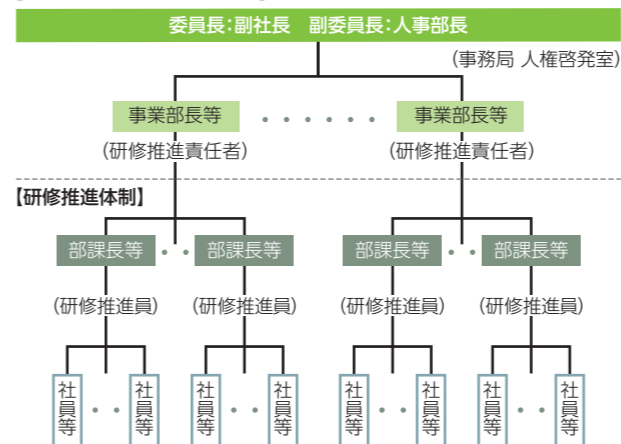 委員長：副社長　副委員長：人事部長
（事務局 人権啓発室）
事業部長等 ・・・・・・ 事業部長等
（研修推進責任者） （研修推進責任者）
【研修推進体制】
部課長等 ・・ 部課長等 部課長等 ・・ 部課長等
（研修推進員） （研修推進員） （研修推進員） （研修推進員）
社員等 ・・ 社員等 社員等 ・・ 社員等 社員等 ・・ 社員等 社員等 ・・ 社員等